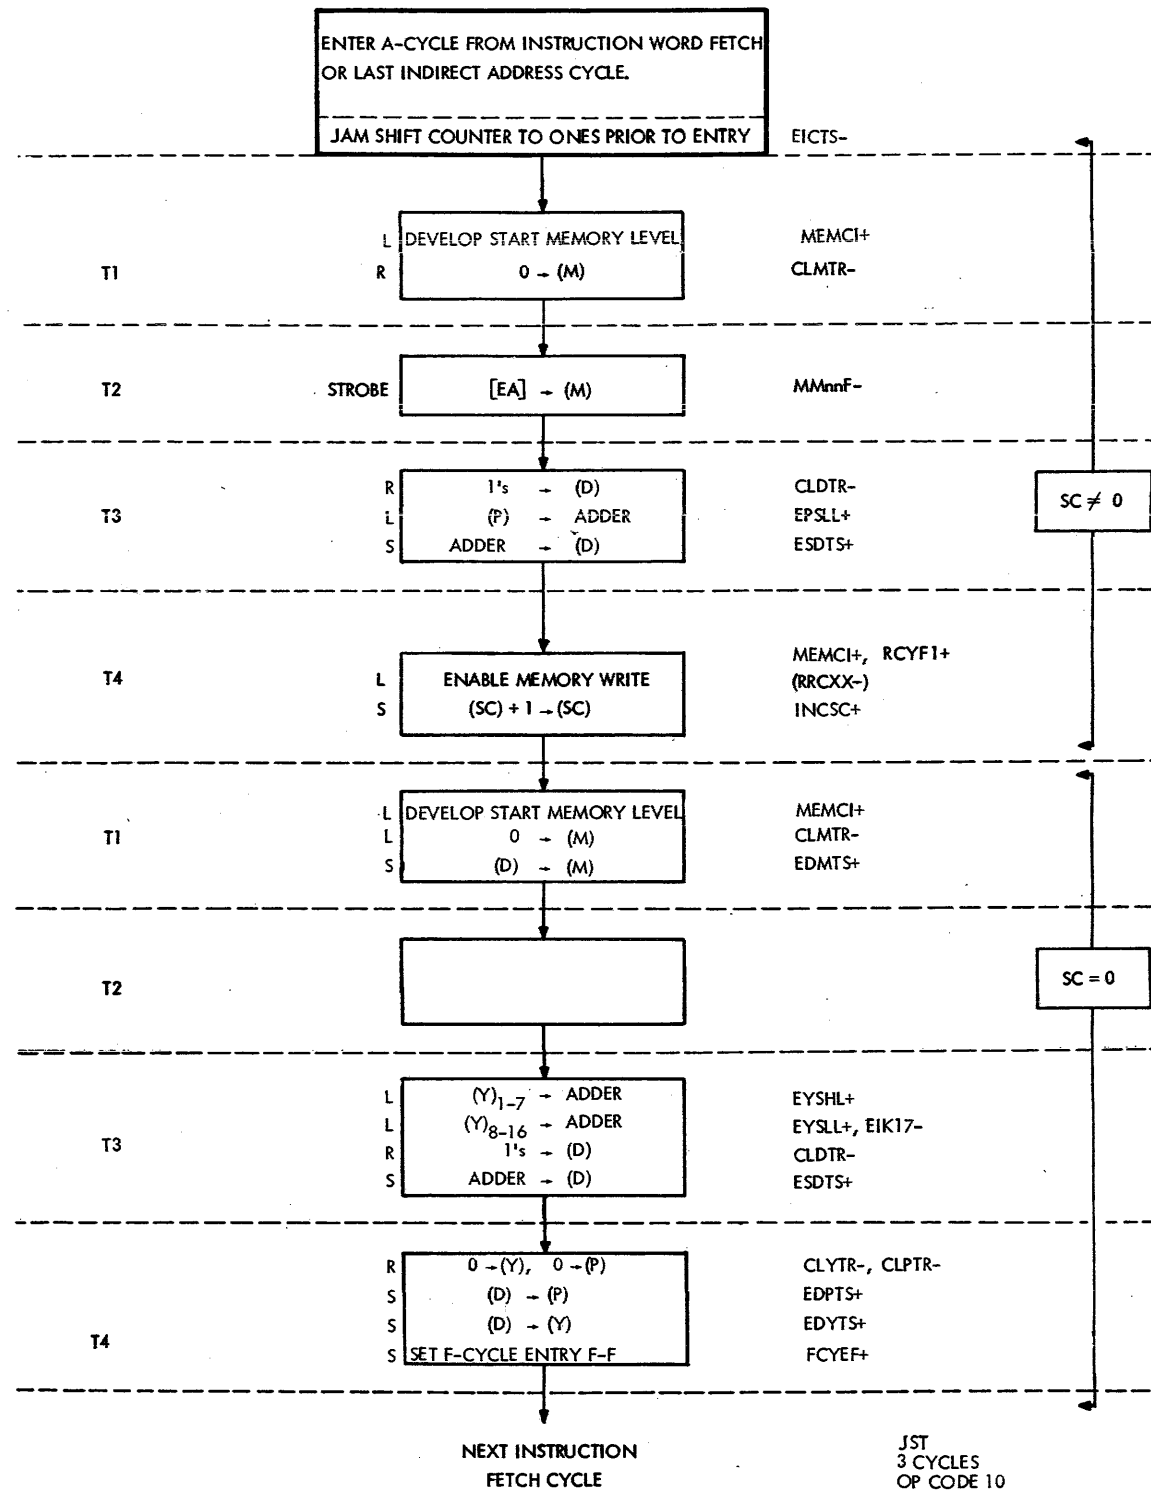 ENTER A-CYCLE FROM INSTRUCTION WORD FETCH
OR LAST INDIRECT ADDRESS CYCLE.
JAM SHIFT COUNTER TO ONES PRIOR TO ENTRY EICTS-
L DEVELOP START MEMORY LEVEL MEMCI+
T1 R 0 → (M) CLMTR-
T2 STROBE [EA] → (M) MMnnF-
R 1's → (D) CLDTR-
T3 L (P) → ADDER EPSLL+
S ADDER → (D) ESDTS+
SC ≠ 0
MEMCI+, RCYF1+
T4 L ENABLE MEMORY WRITE (RRCXX-)
S (SC) + 1 → (SC) INCSC+
L DEVELOP START MEMORY LEVEL MEMCI+
T1 L 0 → (M) CLMTR-
S (D) → (M) EDMTS+
T2
SC = 0
L (Y)1-7 → ADDER EYSHL+
L (Y)8-16 → ADDER EYSLL+, EIK17-
T3 R 1's → (D) CLDTR-
S ADDER → (D) ESDTS+
R 0 → (Y), 0 → (P) CLYTR-, CLPTR-
S (D) → (P) EDPTS+
S (D) → (Y) EDYTS+
T4 S SET F-CYCLE ENTRY F-F FCYEF+
NEXT INSTRUCTION
FETCH CYCLE
JST
3 CYCLES
OP CODE 10